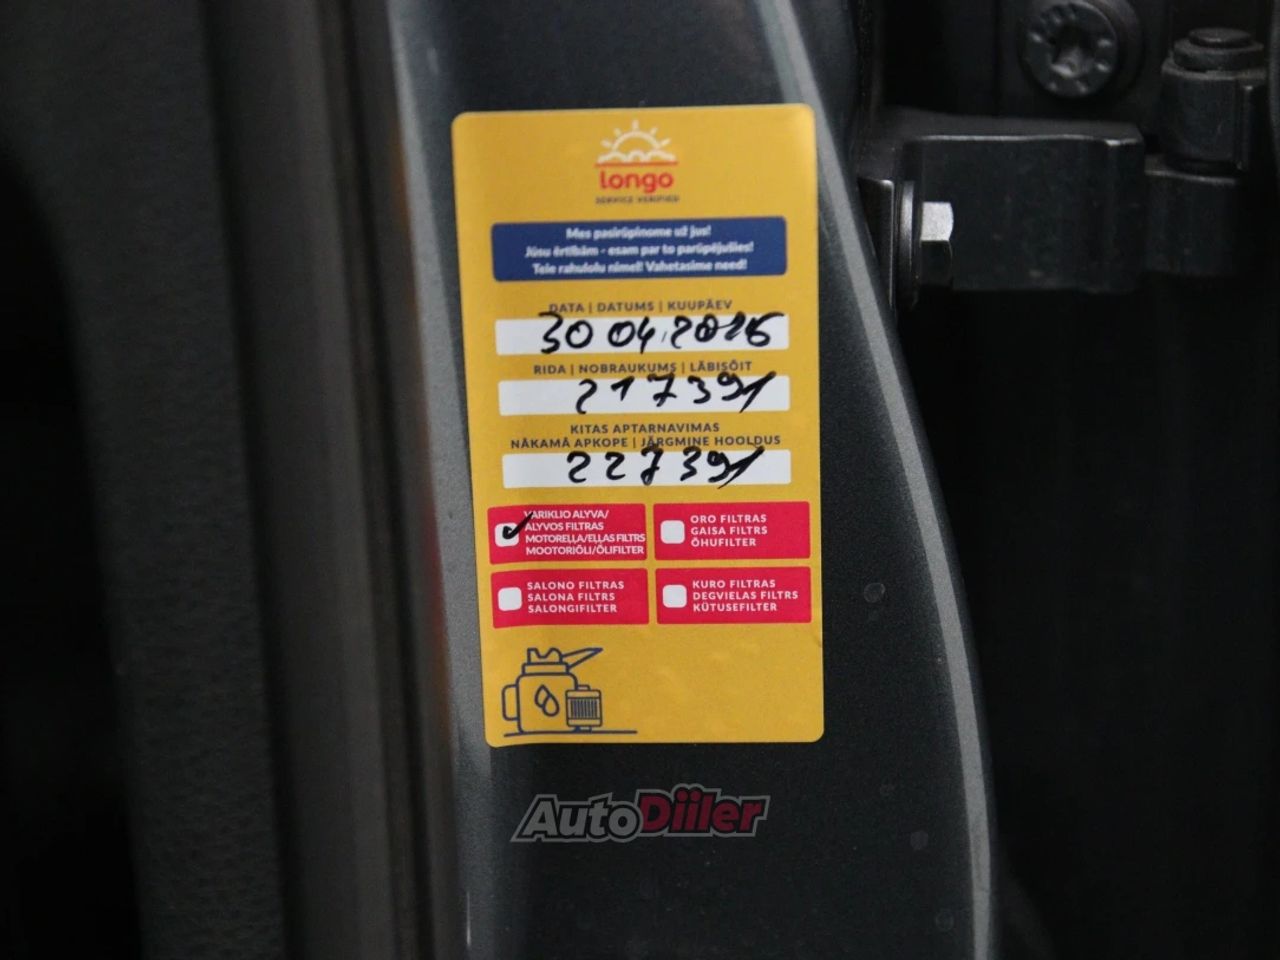 longo
SERVICE VERIFIED
Mes pasirūpinome už jus!
Jūsu ērtībām - esam par to parūpējušies!
Teie rahulolu nimel! Vahetasime need!
DATA | DATUMS | KUUPÄEV
30 04.2026
RIDA | NOBRAUKUMS | LÄBISÕIT
217391
KITAS APTARNAVIMAS
NĀKAMĀ APKOPE | JÄRGMINE HOOLDUS
227391
VARIKLIO ALYVA/
ALYVOS FILTRAS
MOTOREĻĻA/EĻĻAS FILTRS
MOOTORIÕLI/ÕLIFILTER
ORO FILTRAS
GAISA FILTRS
ÕHUFILTER
SALONO FILTRAS
SALONA FILTRS
SALONGIFILTER
KURO FILTRAS
DEGVIELAS FILTRS
KÜTUSEFILTER
AutoDiiler